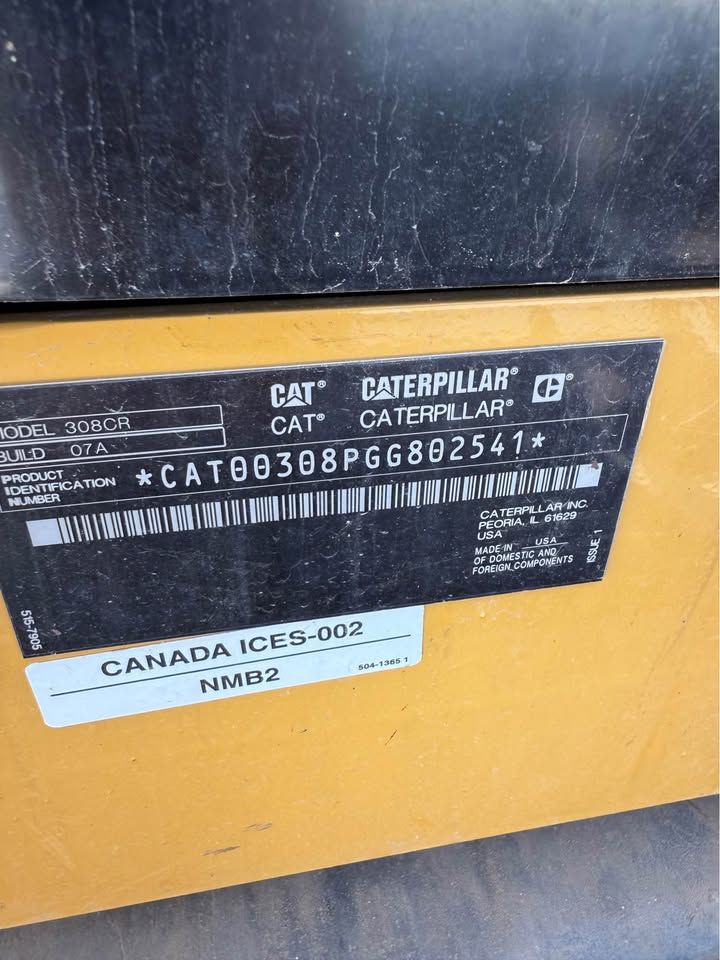 CAT® CATERPILLAR® CE®
CAT® CATERPILLAR®
MODEL 308CR
BUILD 07A
PRODUCT IDENTIFICATION NUMBER *CAT00308PGG802541*
CATERPILLAR INC.
PEORIA, IL 61629
USA
MADE IN USA
OF DOMESTIC AND
FOREIGN COMPONENTS
ISSUE 1
515-7905
CANADA ICES-002
NMB2
504-1365 1